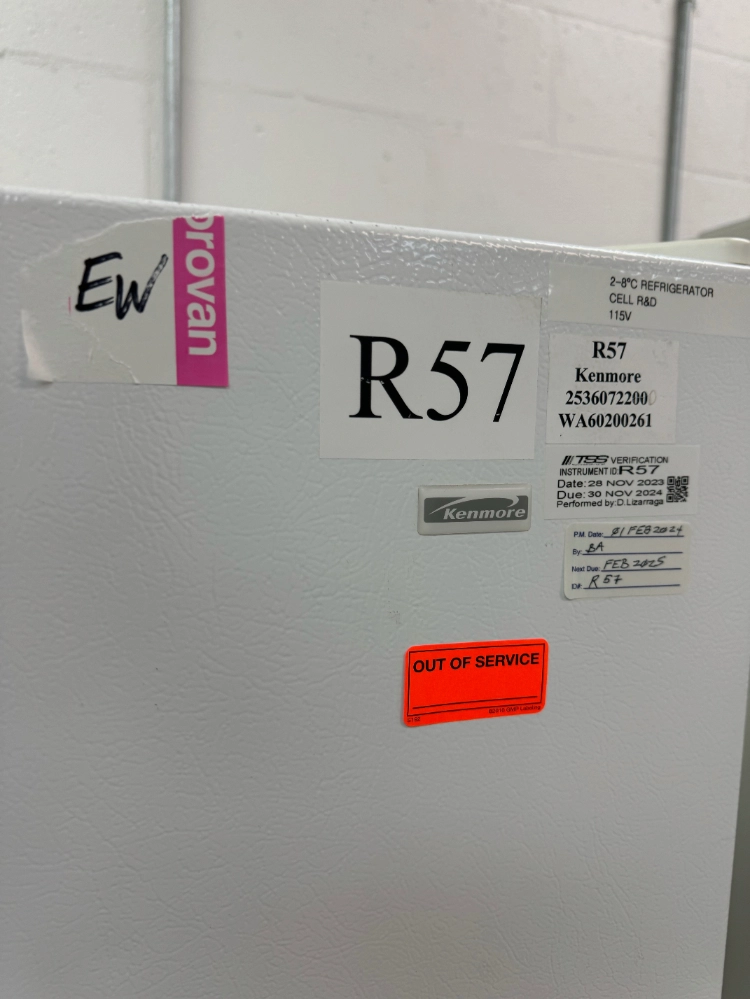 EW
provan
R57
2-8°C REFRIGERATOR
CELL R&D
115V
R57
Kenmore
25360722000
WA60200261
TSS VERIFICATION
INSTRUMENT ID: R57
Date: 28 NOV 2023
Due: 30 NOV 2024
Performed by: D. Lizarraga
Kenmore
P.M. Date: 01 FEB 2024
By: BA
Next Due: FEB 2025
ID#: R57
OUT OF SERVICE